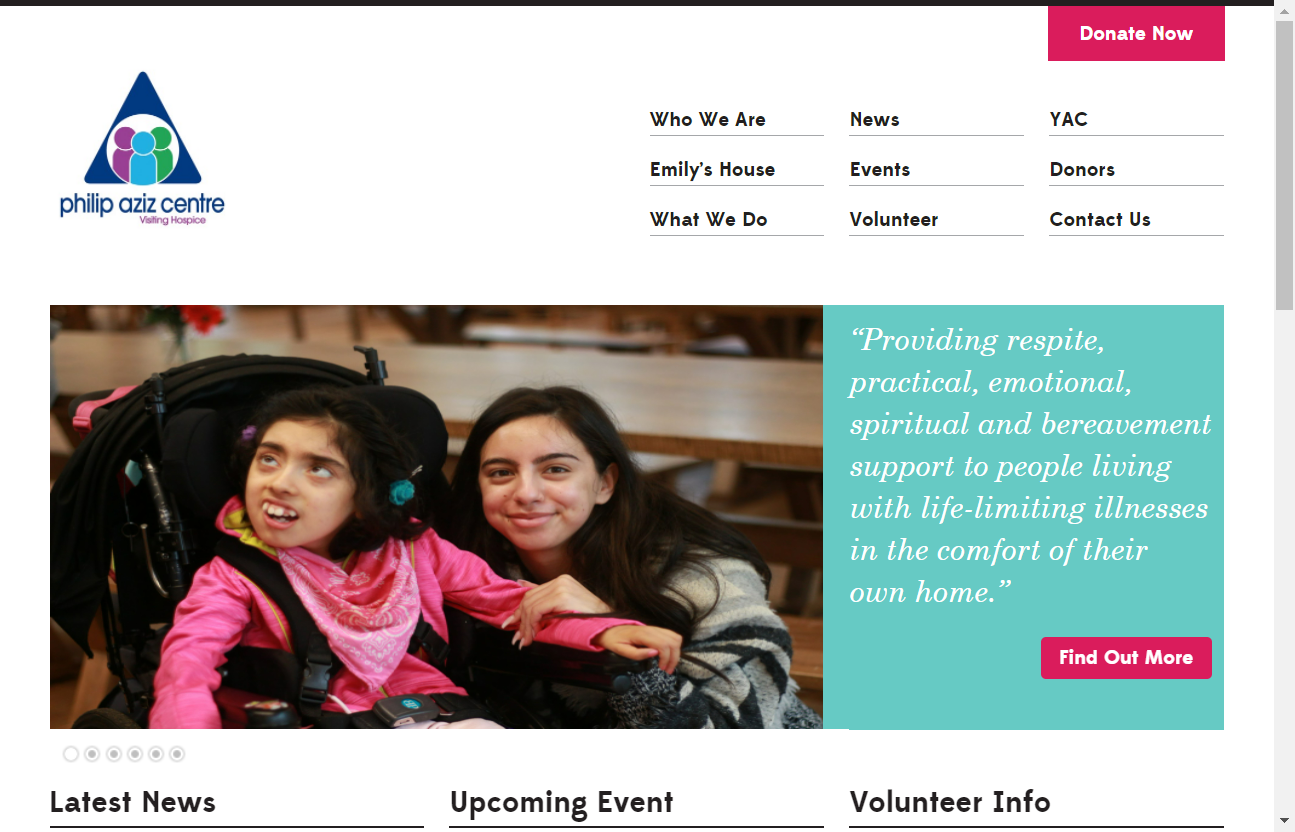 Donate Now
philip aziz centre
Visiting Hospice
Who We Are
News
YAC
Emily's House
Events
Donors
What We Do
Volunteer
Contact Us
“Providing respite,
practical, emotional,
spiritual and bereavement
support to people living
with life-limiting illnesses
in the comfort of their
own home.”
Find Out More
Latest News
Upcoming Event
Volunteer Info